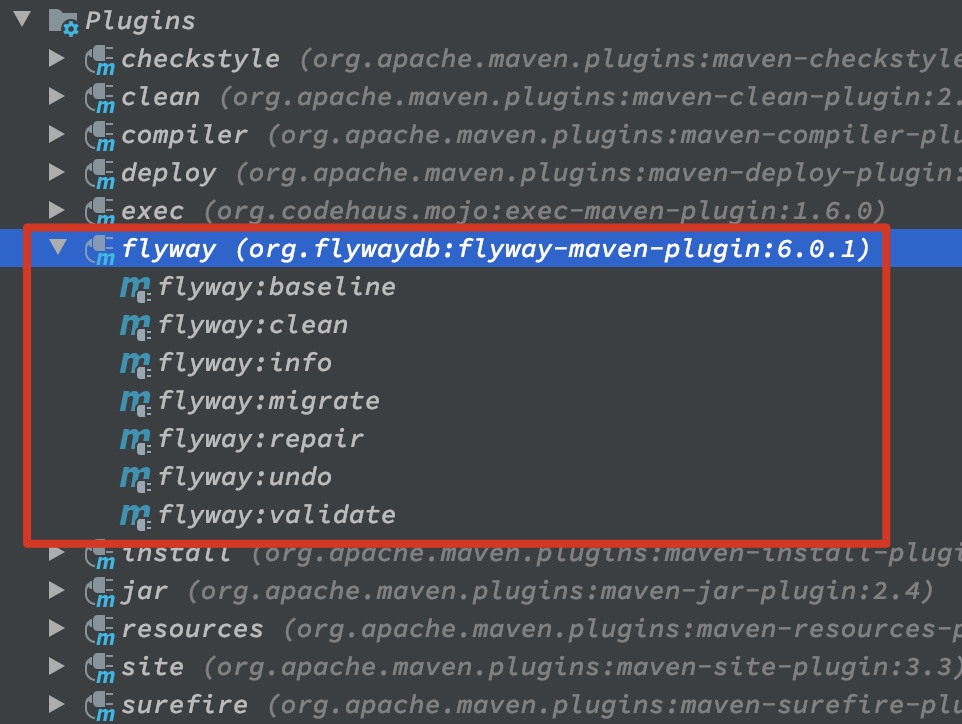 Plugins
checkstyle (org.apache.maven.plugins:maven-checkstyle
clean (org.apache.maven.plugins:maven-clean-plugin:2.
compiler (org.apache.maven.plugins:maven-compiler-plu
deploy (org.apache.maven.plugins:maven-deploy-plugin:
exec (org.codehaus.mojo:exec-maven-plugin:1.6.0)
flyway (org.flywaydb:flyway-maven-plugin:6.0.1)
flyway:baseline
flyway:clean
flyway:info
flyway:migrate
flyway:repair
flyway:undo
flyway:validate
install (org.apache.maven.plugins:maven-install-plugi
jar (org.apache.maven.plugins:maven-jar-plugin:2.4)
resources (org.apache.maven.plugins:maven-resources-p
site (org.apache.maven.plugins:maven-site-plugin:3.3)
surefire (org.apache.maven.plugins:maven-surefire-plu